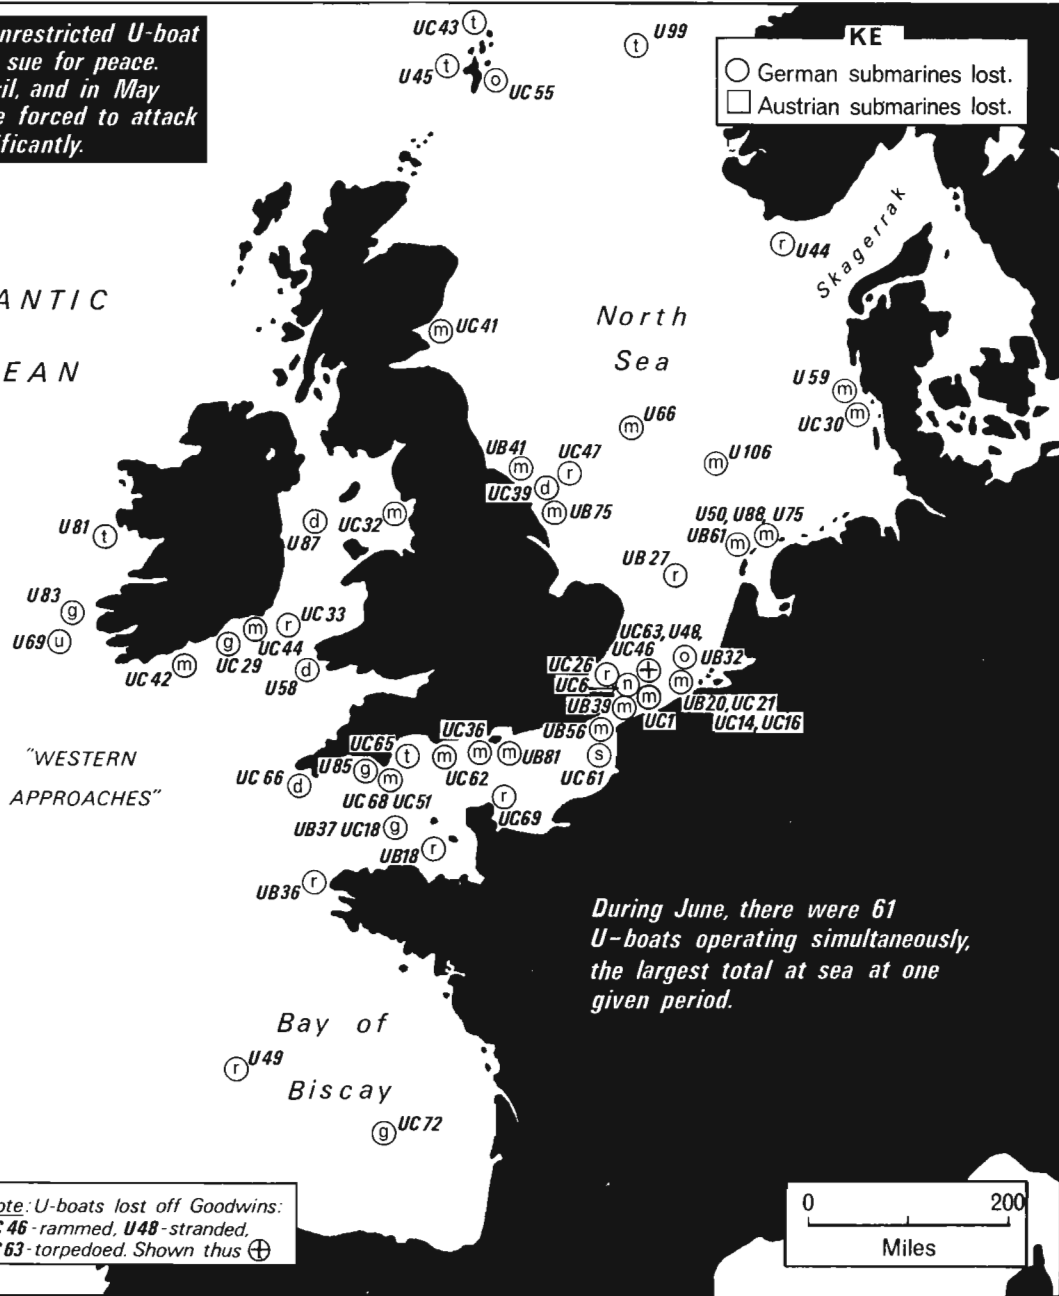 nrestricted U-boat
sue for peace.
il, and in May
e forced to attack
ificantly.
UC43 t
t U99
U45 t
o UC55
KE
German submarines lost.
Austrian submarines lost.
r U44
Skagerrak
ANTIC
EAN
North
Sea
m UC41
U59 m
UC30 m
m U66
m U106
UB41 m
UC47 r
UC39 d
m UB75
U81 t
d U87
UC32 m
U50, U88, U75
m
UB61 m
UB27 r
U83 g
U69 u
r UC33
m UC44
g UC29
m UC42
d U58
UC63, U48,
UC46
UC26 r
o UB32
UC6 n
m UB20, UC21
UC14, UC16
UB39 m
m UC1
UB56 m
s UC61
"WESTERN
APPROACHES"
UC65 t
UC36 m
m UC62
m UB81
U85 g
m
UC66 d
UC68 UC51
r UC69
UB37 UC18 g
UB18 r
UB36 r
During June, there were 61
U-boats operating simultaneously,
the largest total at sea at one
given period.
Bay of
Biscay
r U49
g UC72
ote: U-boats lost off Goodwins:
C46 - rammed, U48 - stranded,
C63 - torpedoed. Shown thus
0 200
Miles